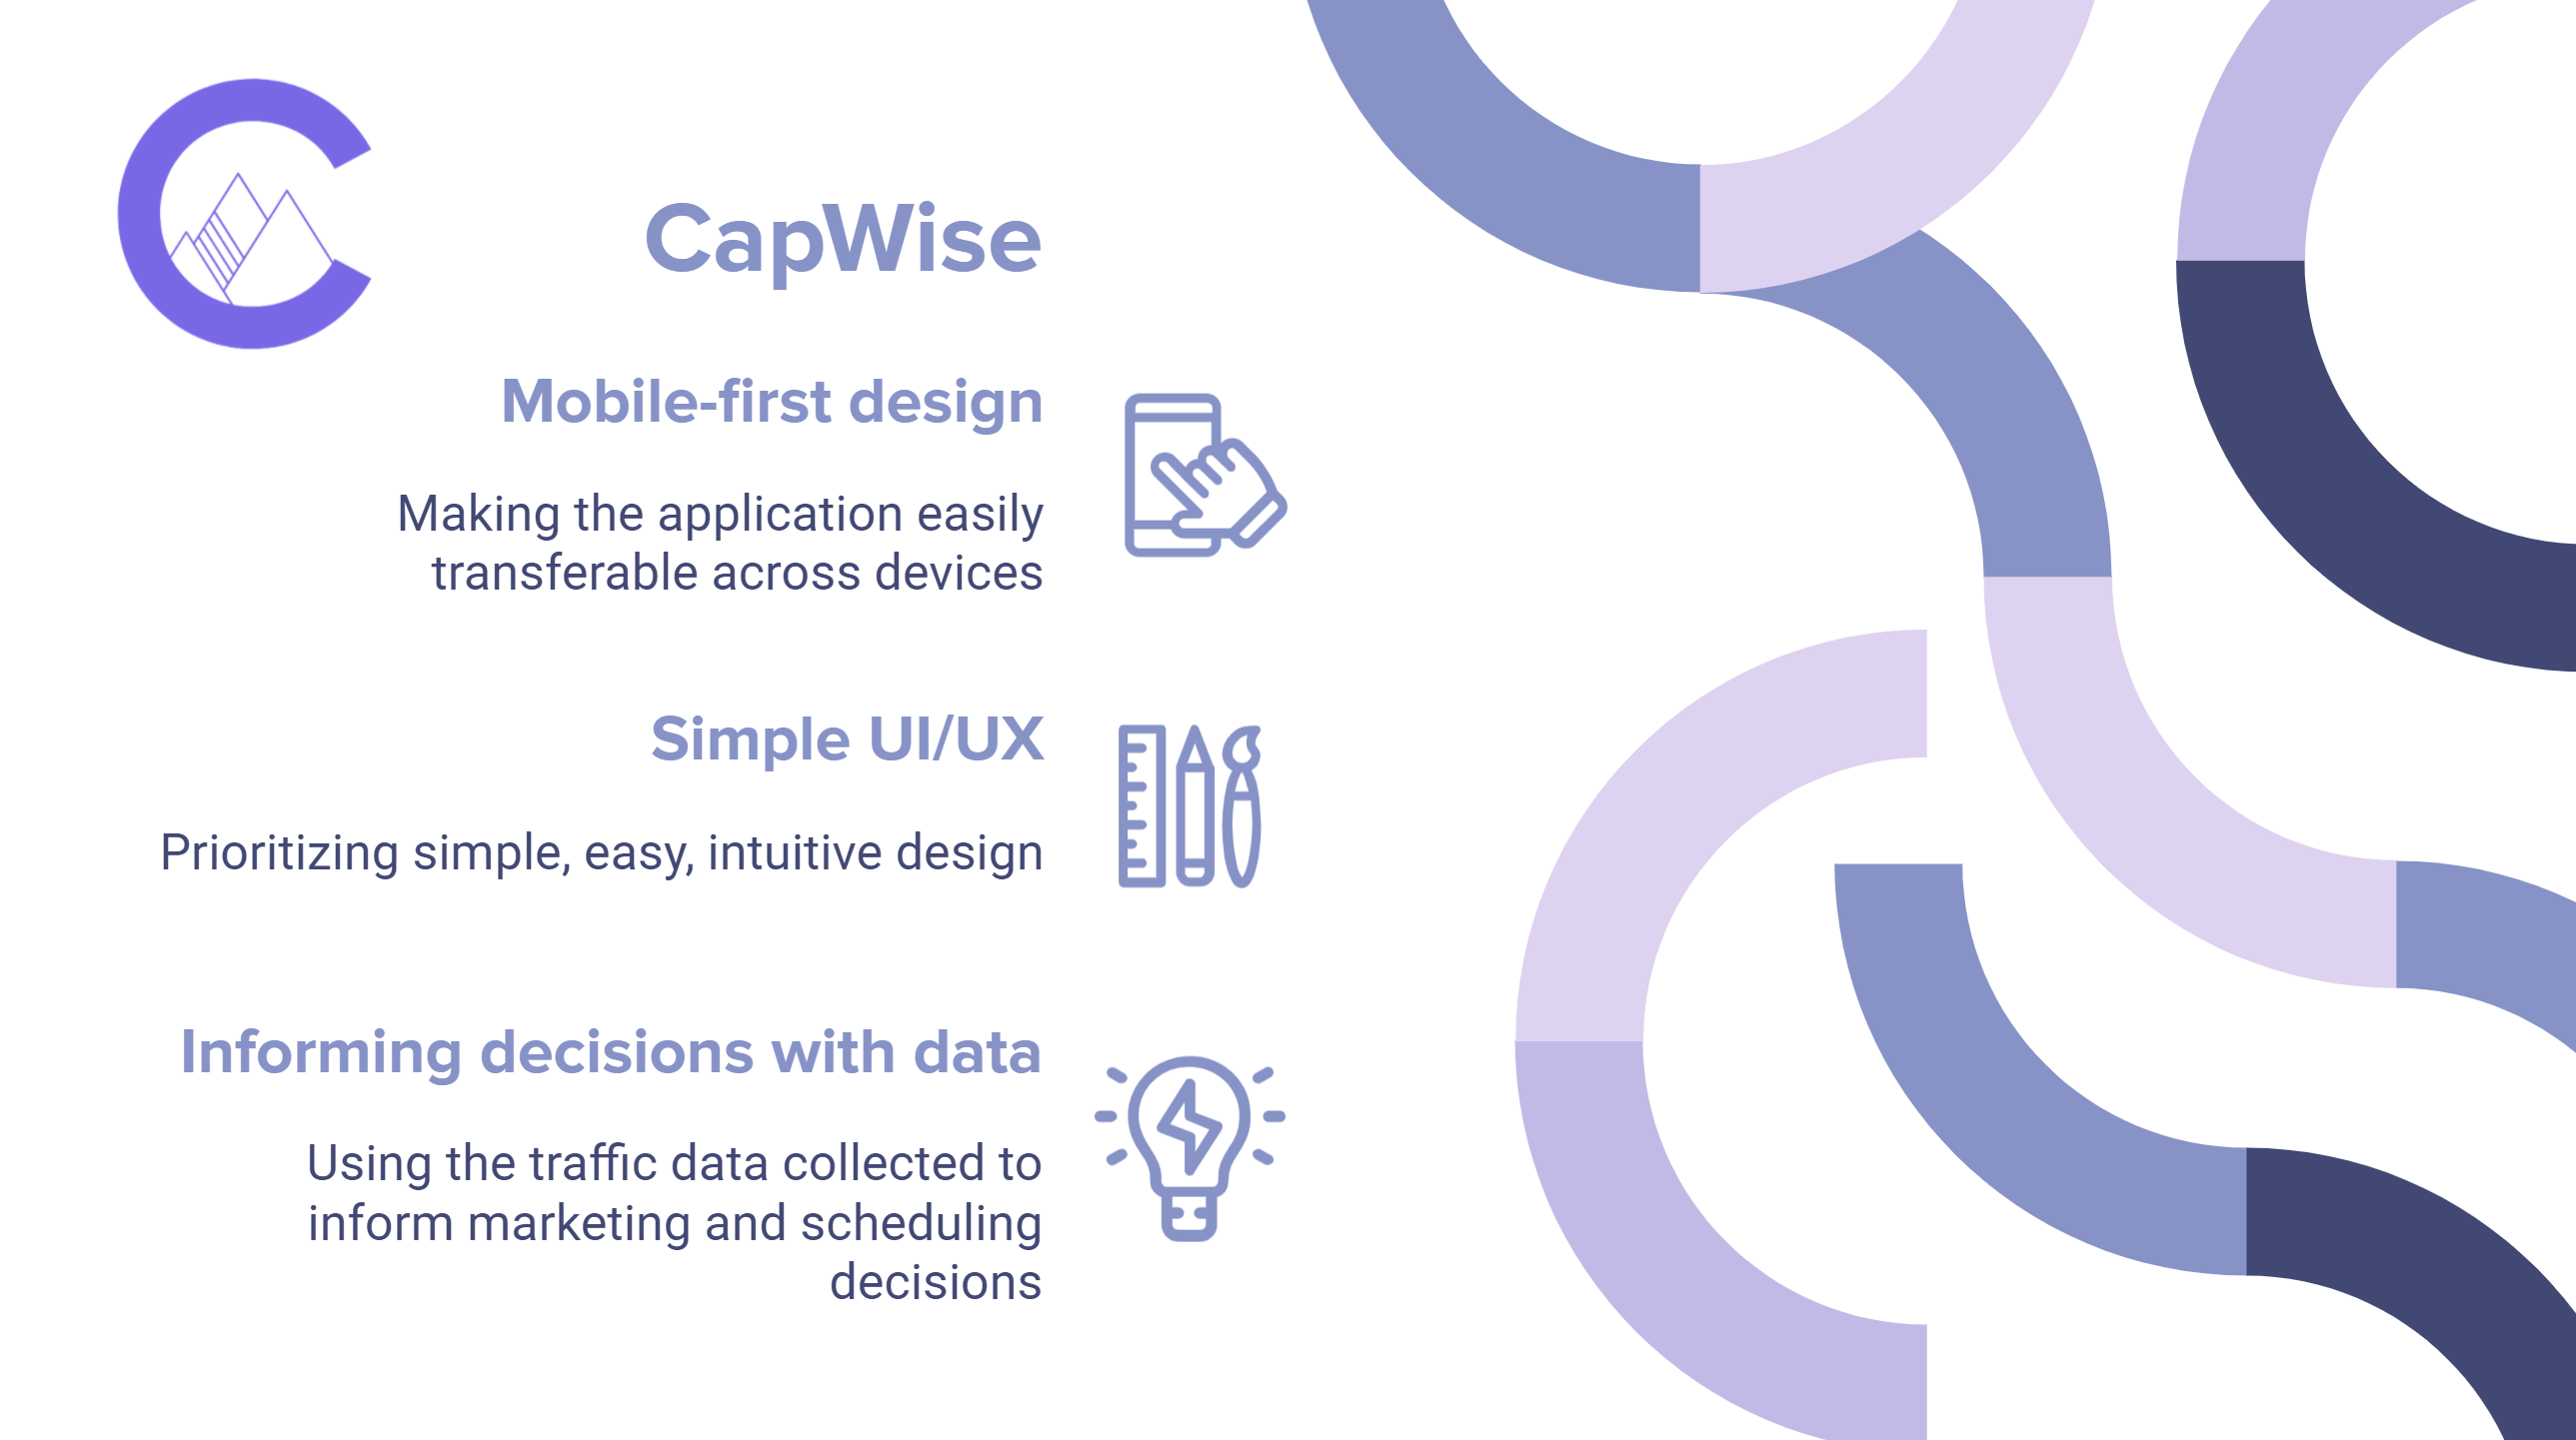 CapWise
Mobile-first design
Making the application easily
transferable across devices
Simple UI/UX
Prioritizing simple, easy, intuitive design
Informing decisions with data
Using the traffic data collected to
inform marketing and scheduling
decisions